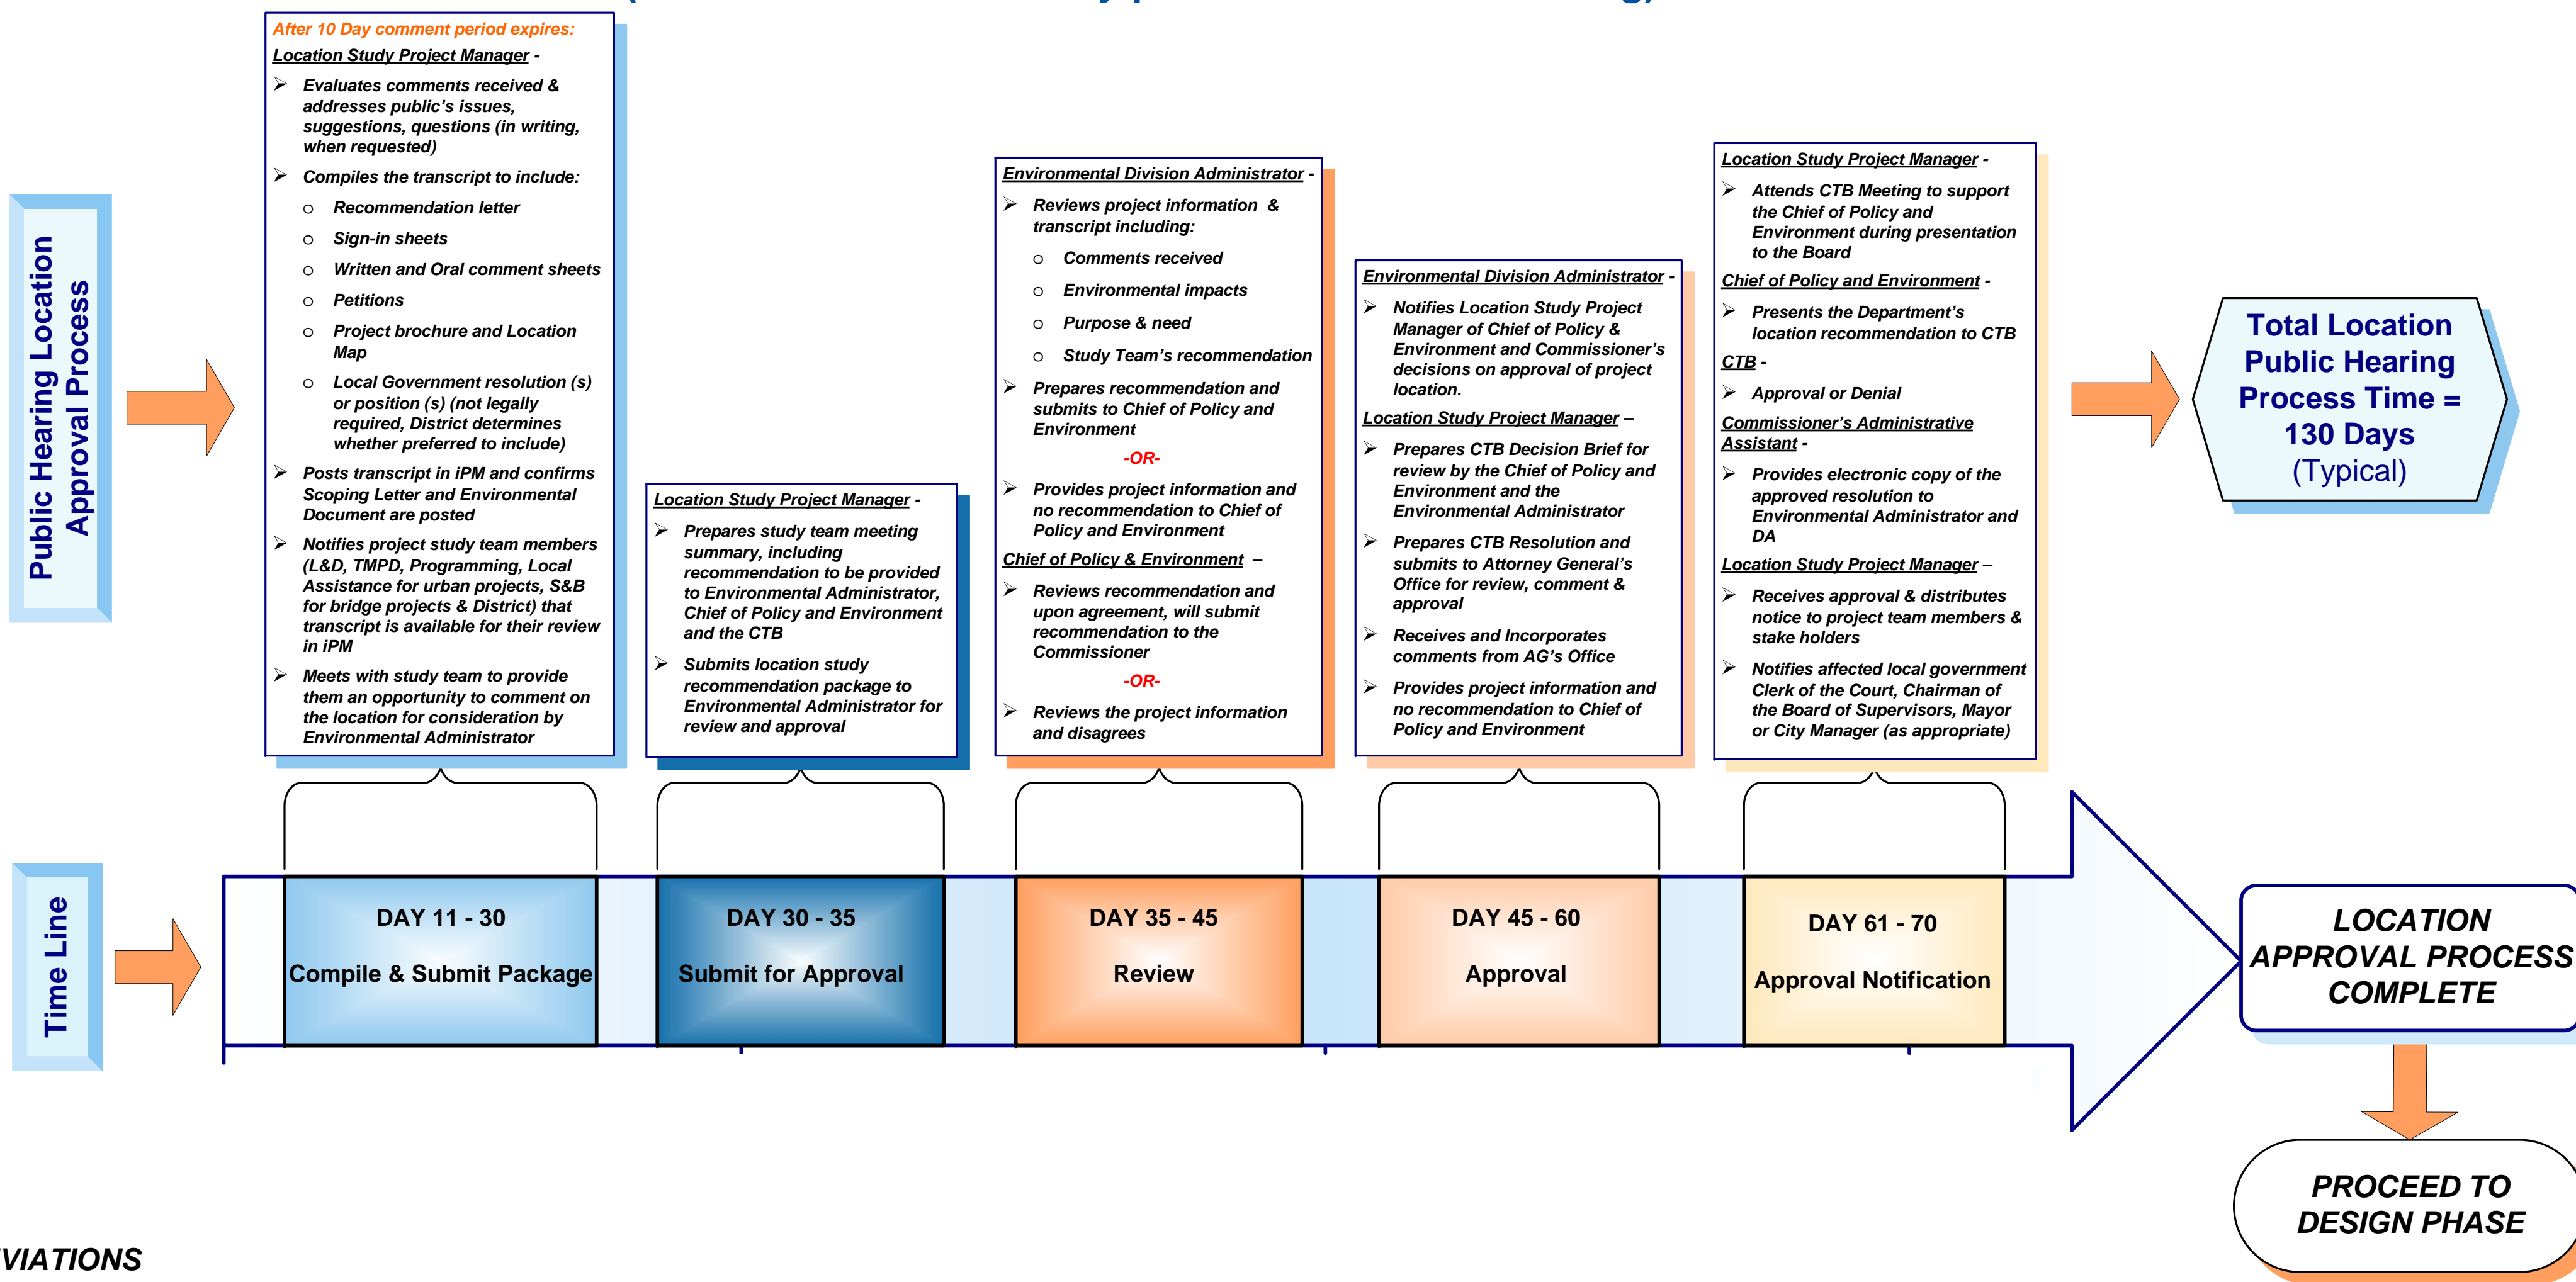 Public Hearing Location
Approval Process
After 10 Day comment period expires:
Location Study Project Manager -
➢ Evaluates comments received &
addresses public's issues,
suggestions, questions (in writing,
when requested)
➢ Compiles the transcript to include:
o Recommendation letter
o Sign-in sheets
o Written and Oral comment sheets
o Petitions
o Project brochure and Location
Map
o Local Government resolution (s)
or position (s) (not legally
required, District determines
whether preferred to include)
➢ Posts transcript in iPM and confirms
Scoping Letter and Environmental
Document are posted
➢ Notifies project study team members
(L&D, TMPD, Programming, Local
Assistance for urban projects, S&B
for bridge projects & District) that
transcript is available for their review
in iPM
➢ Meets with study team to provide
them an opportunity to comment on
the location for consideration by
Environmental Administrator
Location Study Project Manager -
➢ Prepares study team meeting
summary, including
recommendation to be provided
to Environmental Administrator,
Chief of Policy and Environment
and the CTB
➢ Submits location study
recommendation package to
Environmental Administrator for
review and approval
Environmental Division Administrator -
➢ Reviews project information &
transcript including:
o Comments received
o Environmental impacts
o Purpose & need
o Study Team's recommendation
➢ Prepares recommendation and
submits to Chief of Policy and
Environment
-OR-
➢ Provides project information and
no recommendation to Chief of
Policy and Environment
Chief of Policy & Environment –
➢ Reviews recommendation and
upon agreement, will submit
recommendation to the
Commissioner
-OR-
➢ Reviews the project information
and disagrees
Environmental Division Administrator -
➢ Notifies Location Study Project
Manager of Chief of Policy &
Environment and Commissioner's
decisions on approval of project
location.
Location Study Project Manager –
➢ Prepares CTB Decision Brief for
review by the Chief of Policy and
Environment and the
Environmental Administrator
➢ Prepares CTB Resolution and
submits to Attorney General's
Office for review, comment &
approval
➢ Receives and Incorporates
comments from AG's Office
➢ Provides project information and
no recommendation to Chief of
Policy and Environment
Location Study Project Manager -
➢ Attends CTB Meeting to support
the Chief of Policy and
Environment during presentation
to the Board
Chief of Policy and Environment -
➢ Presents the Department's
location recommendation to CTB
CTB -
➢ Approval or Denial
Commissioner's Administrative
Assistant -
➢ Provides electronic copy of the
approved resolution to
Environmental Administrator and
DA
Location Study Project Manager –
➢ Receives approval & distributes
notice to project team members &
stake holders
➢ Notifies affected local government
Clerk of the Court, Chairman of
the Board of Supervisors, Mayor
or City Manager (as appropriate)
Total Location
Public Hearing
Process Time =
130 Days
(Typical)
Time Line
DAY 11 - 30
Compile & Submit Package
DAY 30 - 35
Submit for Approval
DAY 35 - 45
Review
DAY 45 - 60
Approval
DAY 61 - 70
Approval Notification
LOCATION
APPROVAL PROCESS
COMPLETE
PROCEED TO
DESIGN PHASE
VIATIONS